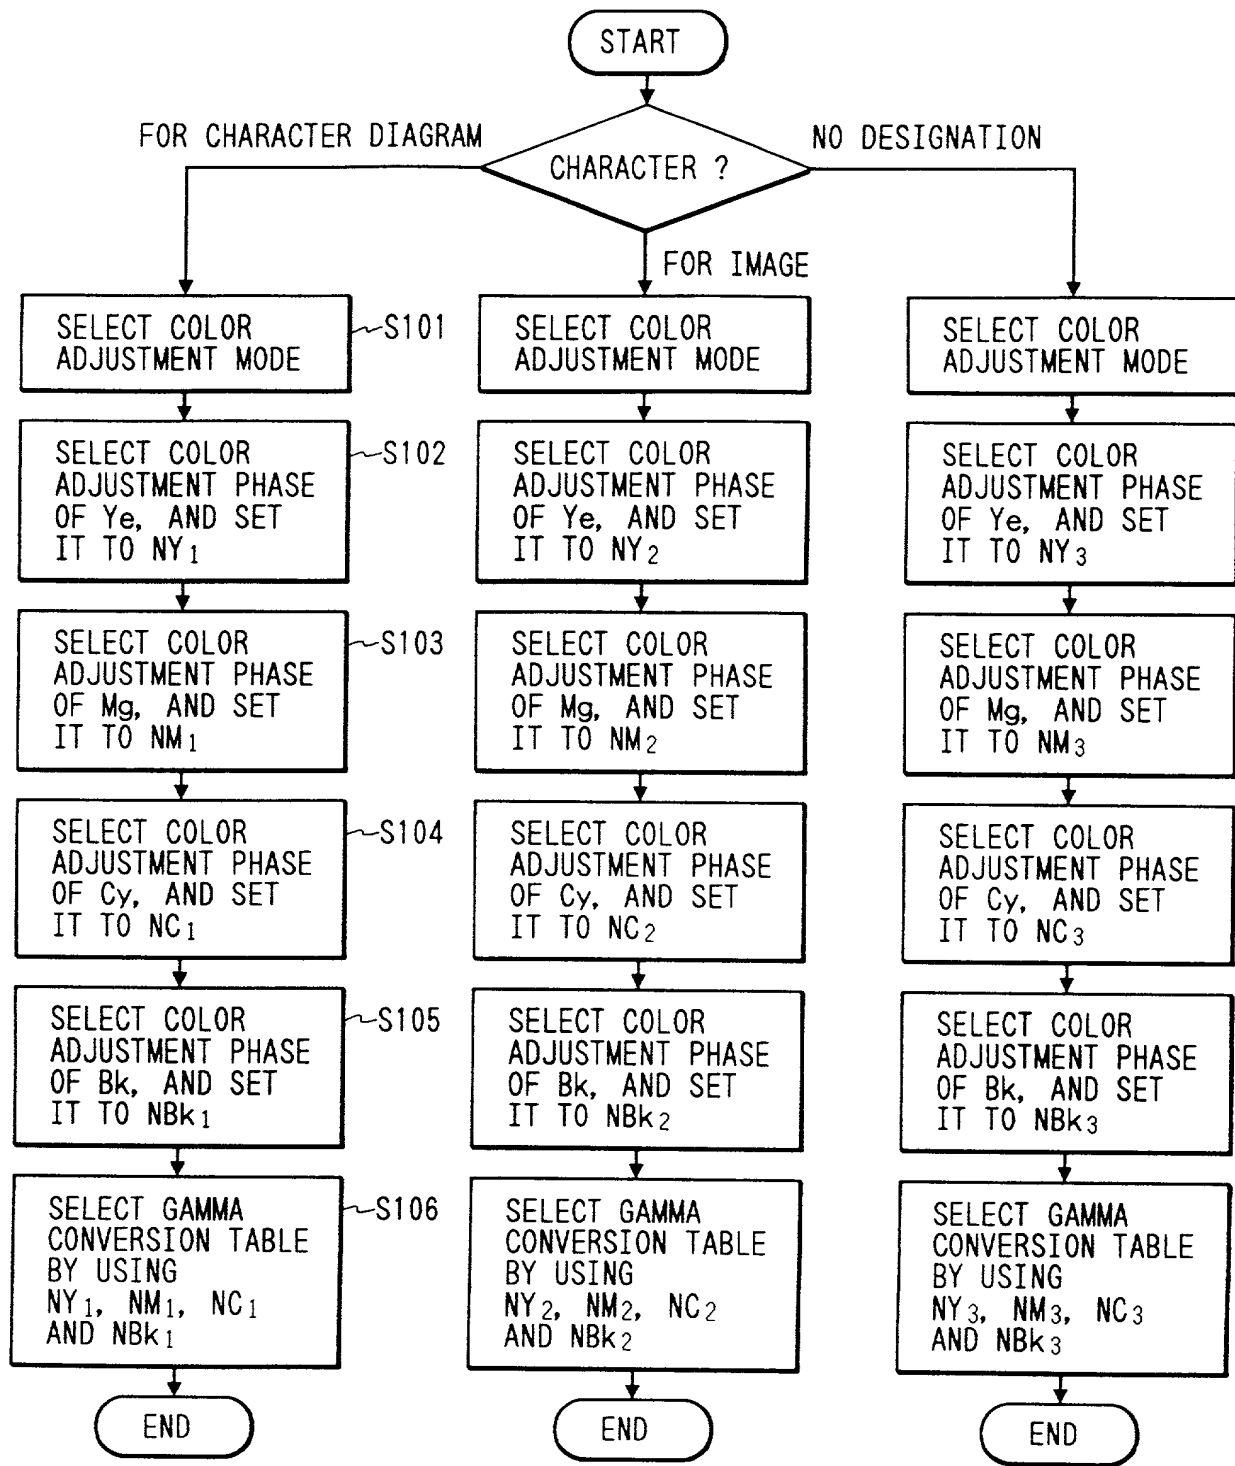 START
FOR CHARACTER DIAGRAM
CHARACTER ?
NO DESIGNATION
FOR IMAGE
SELECT COLOR
ADJUSTMENT MODE
S101
SELECT COLOR
ADJUSTMENT PHASE
OF Ye, AND SET
IT TO NY1
S102
SELECT COLOR
ADJUSTMENT PHASE
OF Mg, AND SET
IT TO NM1
S103
SELECT COLOR
ADJUSTMENT PHASE
OF Cy, AND SET
IT TO NC1
S104
SELECT COLOR
ADJUSTMENT PHASE
OF Bk, AND SET
IT TO NBk1
S105
SELECT GAMMA
CONVERSION TABLE
BY USING
NY1, NM1, NC1
AND NBk1
S106
END
SELECT COLOR
ADJUSTMENT MODE
SELECT COLOR
ADJUSTMENT PHASE
OF Ye, AND SET
IT TO NY2
SELECT COLOR
ADJUSTMENT PHASE
OF Mg, AND SET
IT TO NM2
SELECT COLOR
ADJUSTMENT PHASE
OF Cy, AND SET
IT TO NC2
SELECT COLOR
ADJUSTMENT PHASE
OF Bk, AND SET
IT TO NBk2
SELECT GAMMA
CONVERSION TABLE
BY USING
NY2, NM2, NC2
AND NBk2
END
SELECT COLOR
ADJUSTMENT MODE
SELECT COLOR
ADJUSTMENT PHASE
OF Ye, AND SET
IT TO NY3
SELECT COLOR
ADJUSTMENT PHASE
OF Mg, AND SET
IT TO NM3
SELECT COLOR
ADJUSTMENT PHASE
OF Cy, AND SET
IT TO NC3
SELECT COLOR
ADJUSTMENT PHASE
OF Bk, AND SET
IT TO NBk3
SELECT GAMMA
CONVERSION TABLE
BY USING
NY3, NM3, NC3
AND NBk3
END